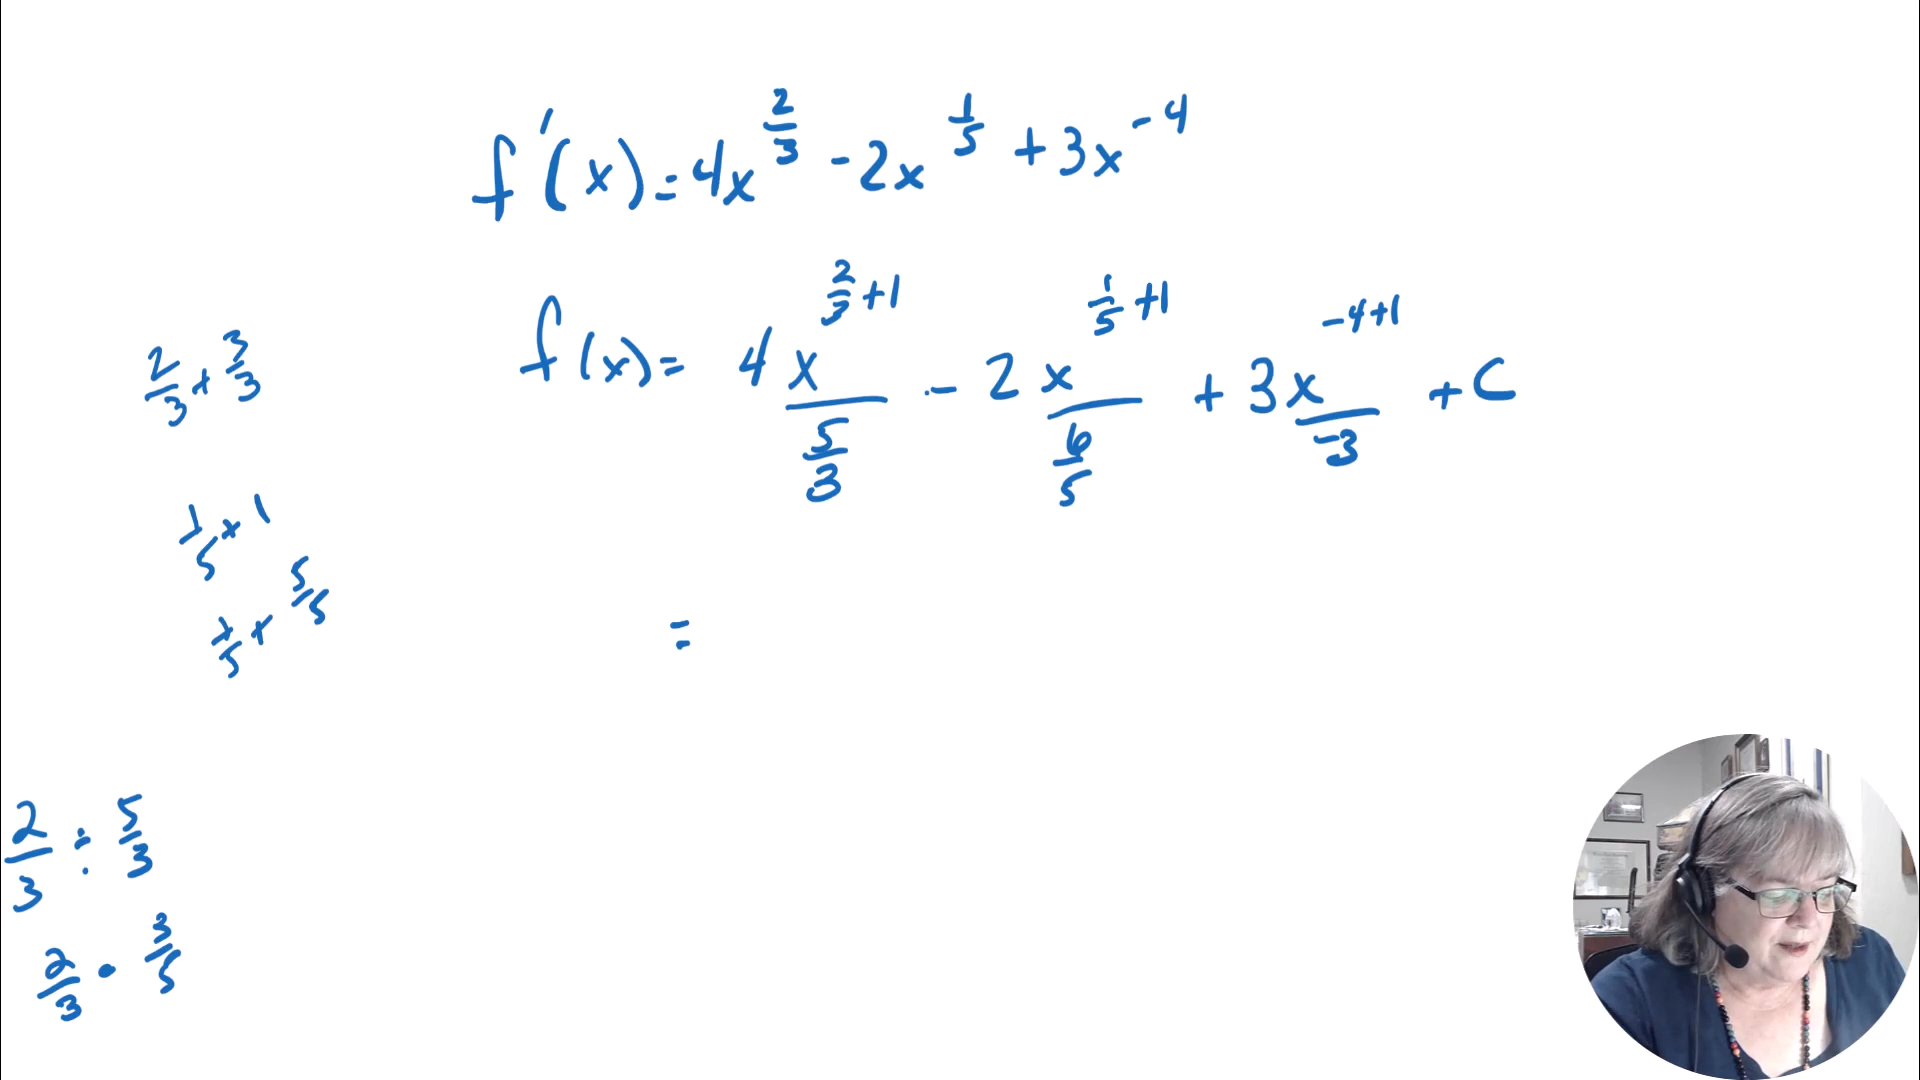 f'(x) = 4x^(2/3) - 2x^(1/5) + 3x^(-4)
f(x) = 4x^(2/3 + 1)/(5/3) - 2x^(1/5 + 1)/(6/5) + 3x^(-4+1)/(-3) + C
2/3 + 3/3
1/5 + 1
1/5 + 5/5
=
2/3 ÷ 5/3
2/3 • 3/5